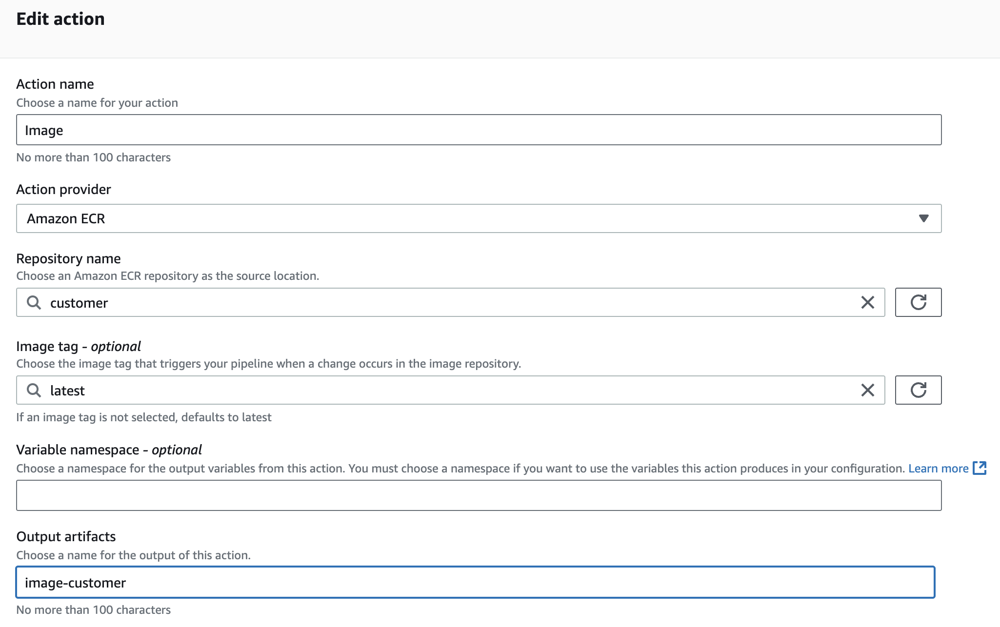 Edit action
Action name
Choose a name for your action
Image
No more than 100 characters
Action provider
Amazon ECR
Repository name
Choose an Amazon ECR repository as the source location.
customer
Image tag - optional
Choose the image tag that triggers your pipeline when a change occurs in the image repository.
latest
If an image tag is not selected, defaults to latest
Variable namespace - optional
Choose a namespace for the output variables from this action. You must choose a namespace if you want to use the variables this action produces in your configuration. Learn more
Output artifacts
Choose a name for the output of this action.
image-customer
No more than 100 characters